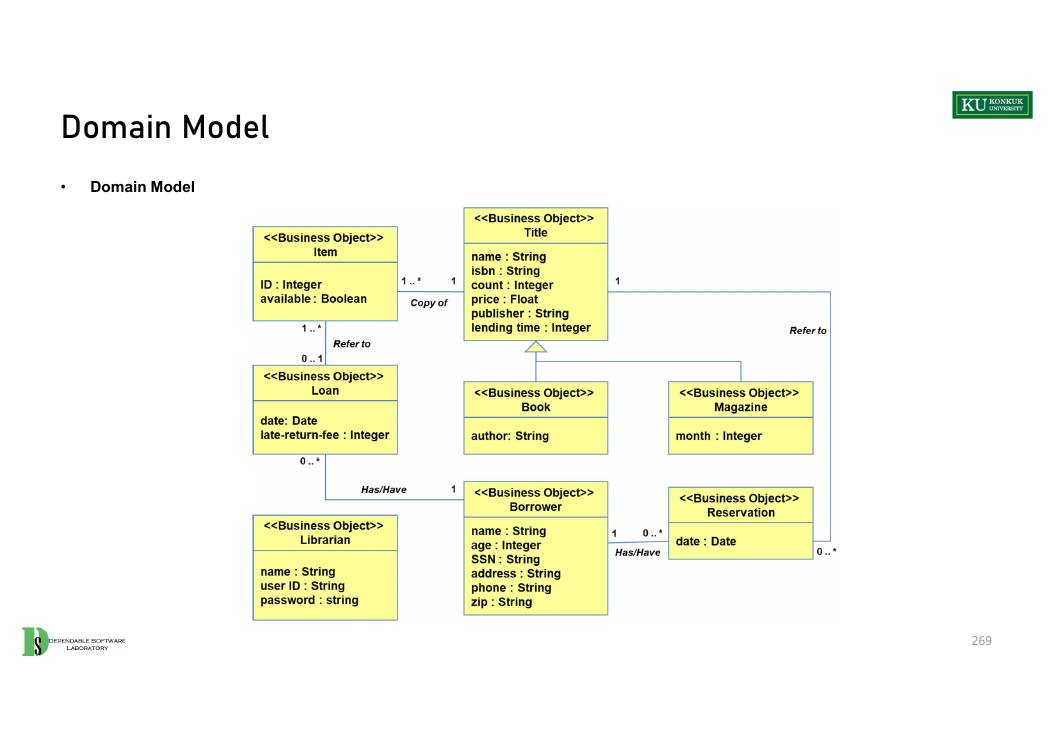 KU KONKUK
UNIVERSITY
Domain Model
• Domain Model
<<Business Object>>
Item
ID : Integer
available : Boolean
1 .. *
1
Copy of
<<Business Object>>
Title
name : String
isbn : String
count : Integer
price : Float
publisher : String
lending time : Integer
1
Refer to
1 .. *
Refer to
0 .. 1
<<Business Object>>
Loan
date: Date
late-return-fee : Integer
<<Business Object>>
Book
author: String
<<Business Object>>
Magazine
month : Integer
0 .. *
Has/Have
1
<<Business Object>>
Librarian
name : String
user ID : String
password : string
<<Business Object>>
Borrower
name : String
age : Integer
SSN : String
address : String
phone : String
zip : String
1
0 .. *
Has/Have
<<Business Object>>
Reservation
date : Date
0 .. *
DS DEPENDABLE SOFTWARE
LABORATORY
269